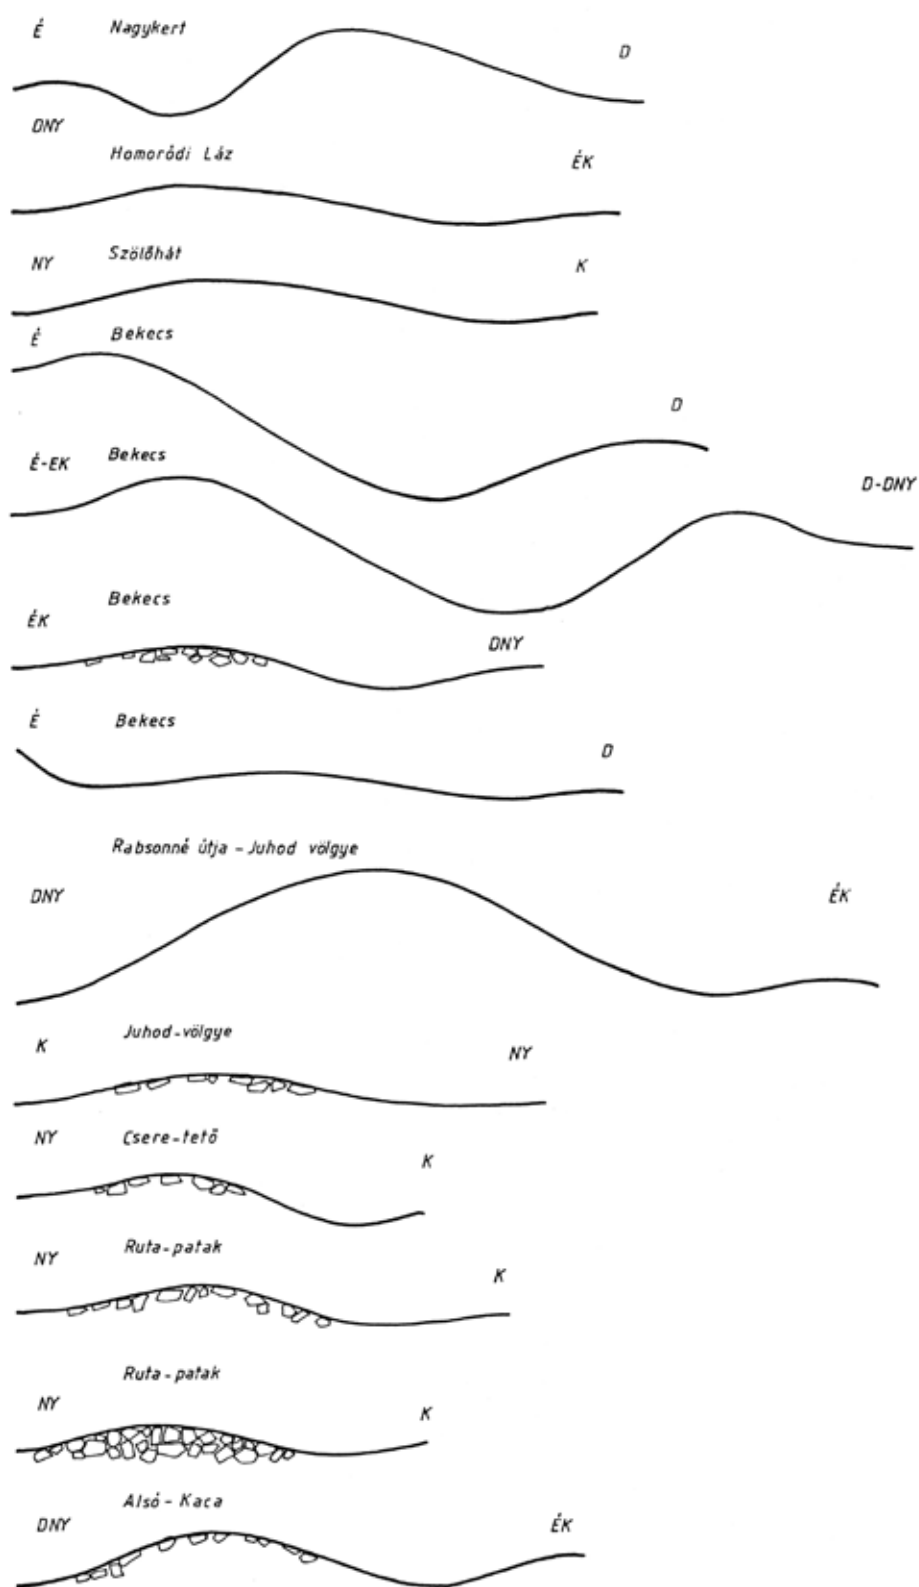 É Nagykert D
DNY Homoródi Láz ÉK
NY Szölőhát K
É Bekecs D
É-EK Bekecs D-DNY
ÉK Bekecs DNY
É Bekecs D
DNY Rabsonné útja - Juhod völgye ÉK
K Juhod-völgye NY
NY Csere-tető K
NY Ruta-patak K
NY Ruta-patak K
DNY Alsó-Kaca ÉK